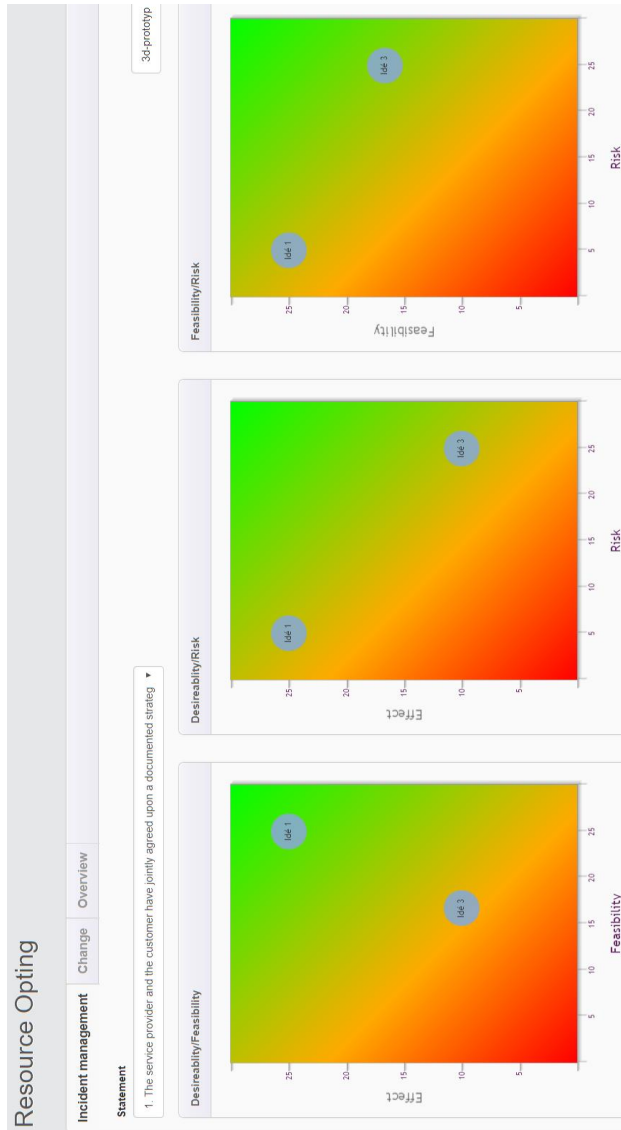 Resource Opting
Incident management Change Overview
Statement
1. The service provider and the customer have jointly agreed upon a documented strateg ▼ 3d-prototyp
Desireablity/Feasibility
Effect
25
20
15
10
5
Idé 1
Idé 3
5 10 15 20 25
Feasibility
Desireablity/Risk
Effect
25
20
15
10
5
Idé 1
Idé 3
5 10 15 20 25
Risk
Feasibility/Risk
Feasibility
25
20
15
10
5
Idé 1
Idé 3
5 10 15 20 25
Risk